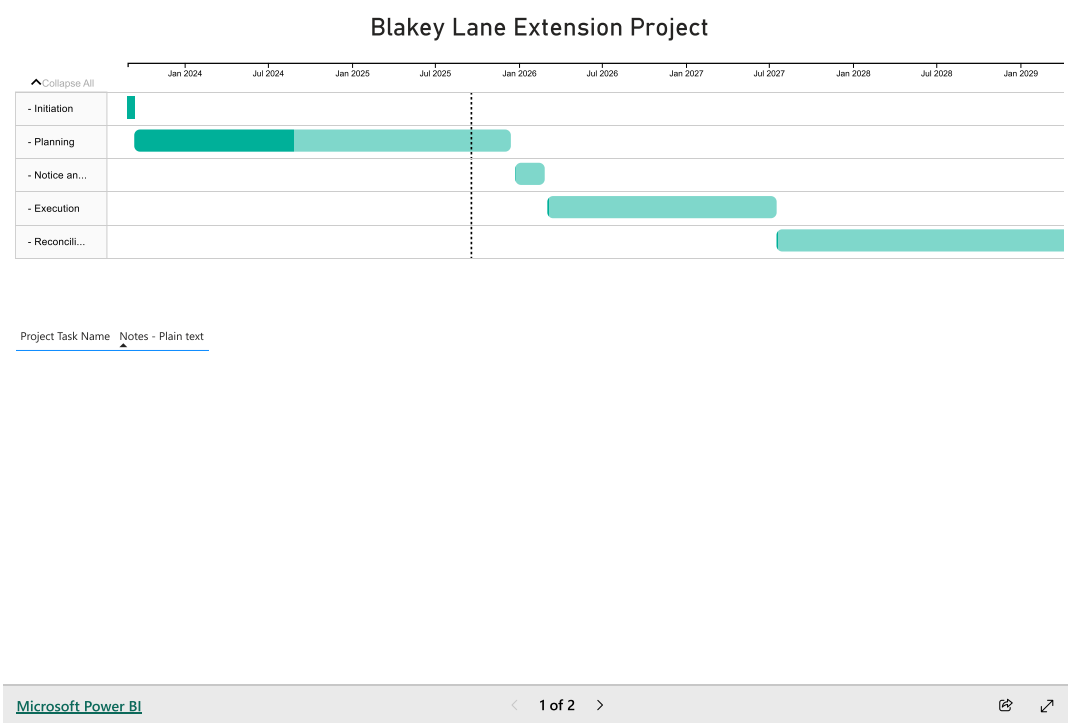 Blakey Lane Extension Project
Jan 2024 Jul 2024 Jan 2025 Jul 2025 Jan 2026 Jul 2026 Jan 2027 Jul 2027 Jan 2028 Jul 2028 Jan 2029
Collapse All
- Initiation
- Planning
- Notice an...
- Execution
- Reconcili...
Project Task Name Notes - Plain text
Microsoft Power BI 1 of 2